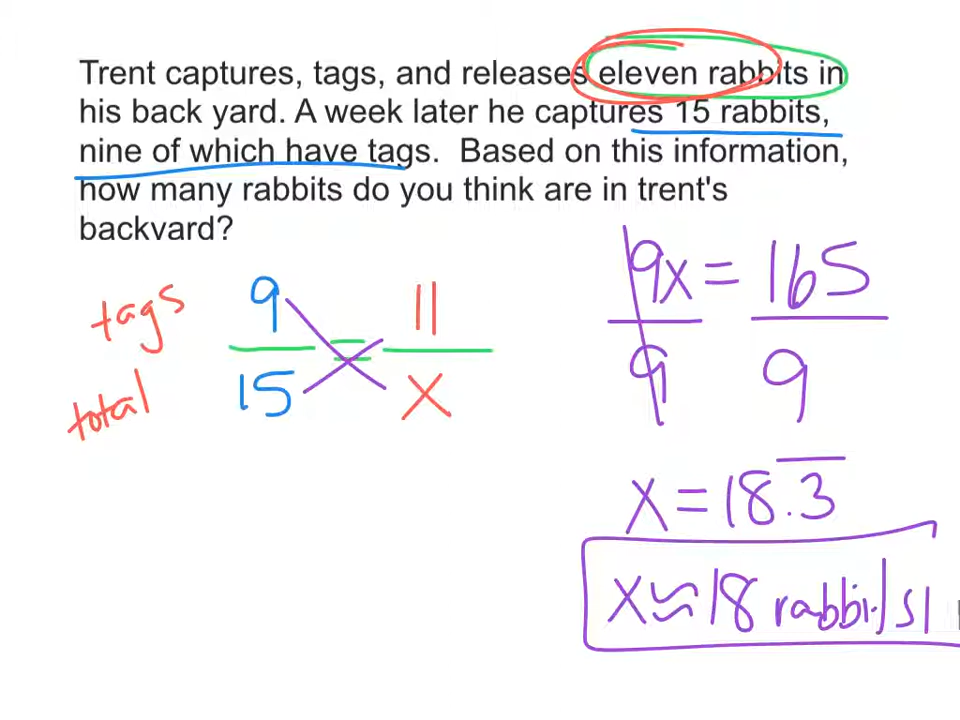 Trent captures, tags, and releases eleven rabbits in
his back yard. A week later he captures 15 rabbits,
nine of which have tags. Based on this information,
how many rabbits do you think are in trent's
backyard?
tags 9 = 11
total 15 x
9x = 165
9 9
x = 18.3
x ≈ 18 rabbits!